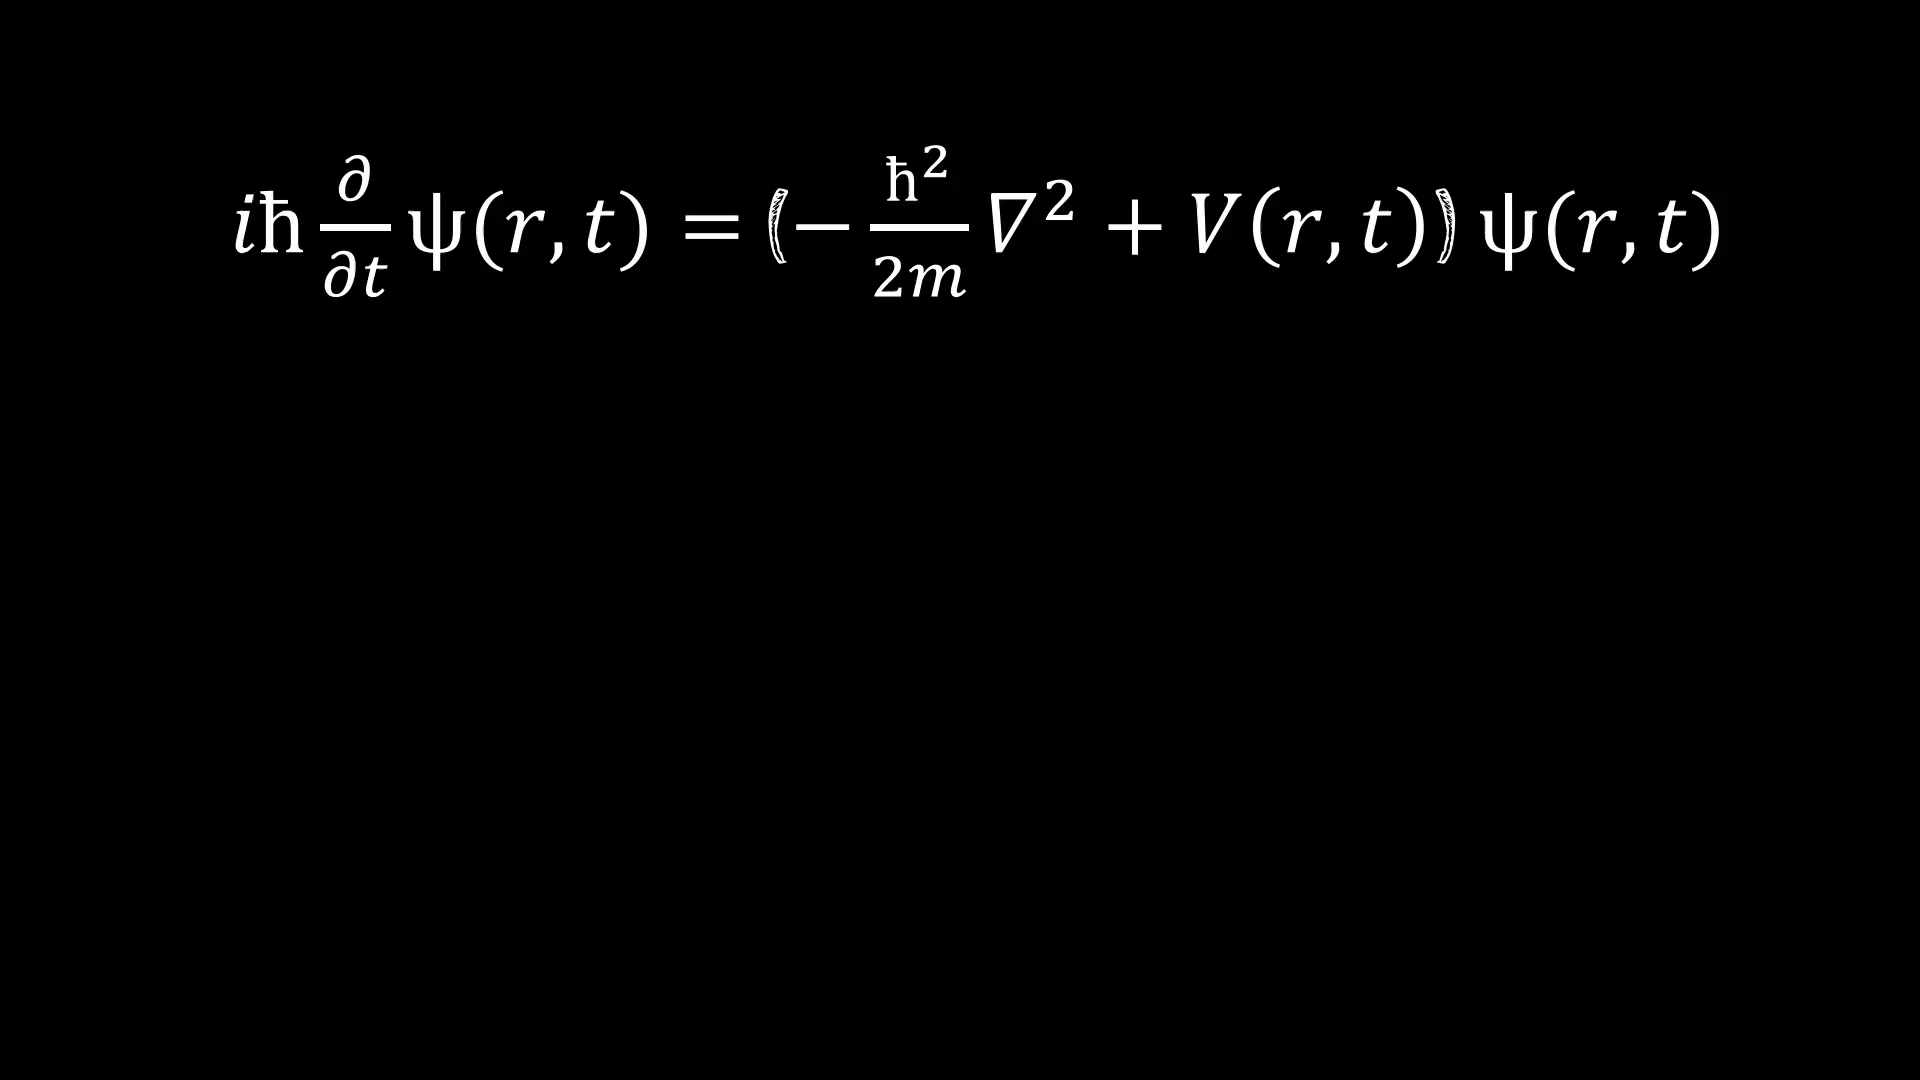 iħ ∂/∂t ψ(r, t) = (− ħ²/2m ∇² + V(r, t)) ψ(r, t)